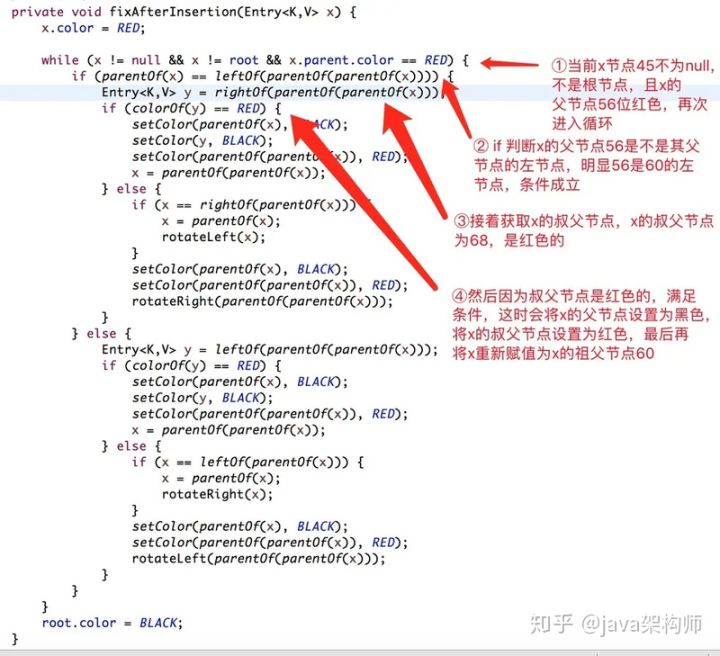 private void fixAfterInsertion(Entry<K,V> x) {
x.color = RED;
while (x != null && x != root && x.parent.color == RED) {
if (parentOf(x) == leftOf(parentOf(parentOf(x)))) {
Entry<K,V> y = rightOf(parentOf(parentOf(x)));
if (colorOf(y) == RED) {
setColor(parentOf(x), BLACK);
setColor(y, BLACK);
setColor(parentOf(parentOf(x)), RED);
x = parentOf(parentOf(x));
} else {
if (x == rightOf(parentOf(x))) {
x = parentOf(x);
rotateLeft(x);
}
setColor(parentOf(x), BLACK);
setColor(parentOf(parentOf(x)), RED);
rotateRight(parentOf(parentOf(x)));
}
} else {
Entry<K,V> y = leftOf(parentOf(parentOf(x)));
if (colorOf(y) == RED) {
setColor(parentOf(x), BLACK);
setColor(y, BLACK);
setColor(parentOf(parentOf(x)), RED);
x = parentOf(parentOf(x));
} else {
if (x == leftOf(parentOf(x))) {
x = parentOf(x);
rotateRight(x);
}
setColor(parentOf(x), BLACK);
setColor(parentOf(parentOf(x)), RED);
rotateLeft(parentOf(parentOf(x)));
}
}
}
root.color = BLACK;
}
①当前x节点45不为null,
不是根节点，且x的
父节点56位红色，再次
进入循环
② if 判断x的父节点56是不是其父
节点的左节点，明显56是60的左
节点，条件成立
③接着获取x的叔父节点，x的叔父节点
为68，是红色的
④然后因为叔父节点是红色的，满足
条件，这时会将x的父节点设置为黑色，
将x的叔父节点设置为红色，最后再
将x重新赋值为x的祖父节点60
知乎 @java架构师